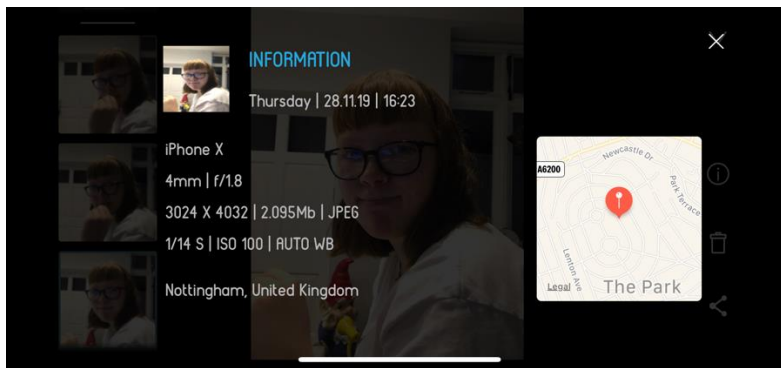 INFORMATION
Thursday | 28.11.19 | 16:23
iPhone X
4mm | f/1.8
3024 X 4032 | 2.095Mb | JPEG
1/14 S | ISO 100 | AUTO WB
Nottingham, United Kingdom
A6200
Newcastle Dr
Park Terrace
Lenton Ave
Legal
The Park